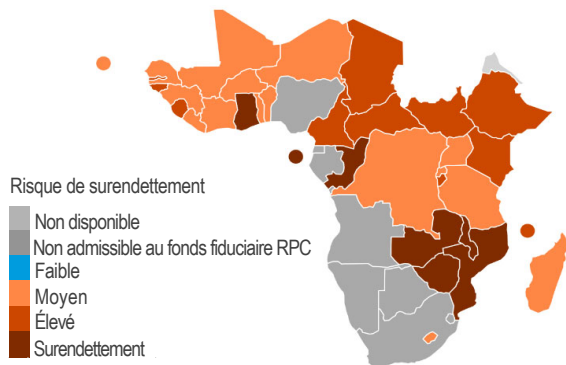 Risque de surendettement
Non disponible
Non admissible au fonds fiduciaire RPC
Faible
Moyen
Élevé
Surendettement